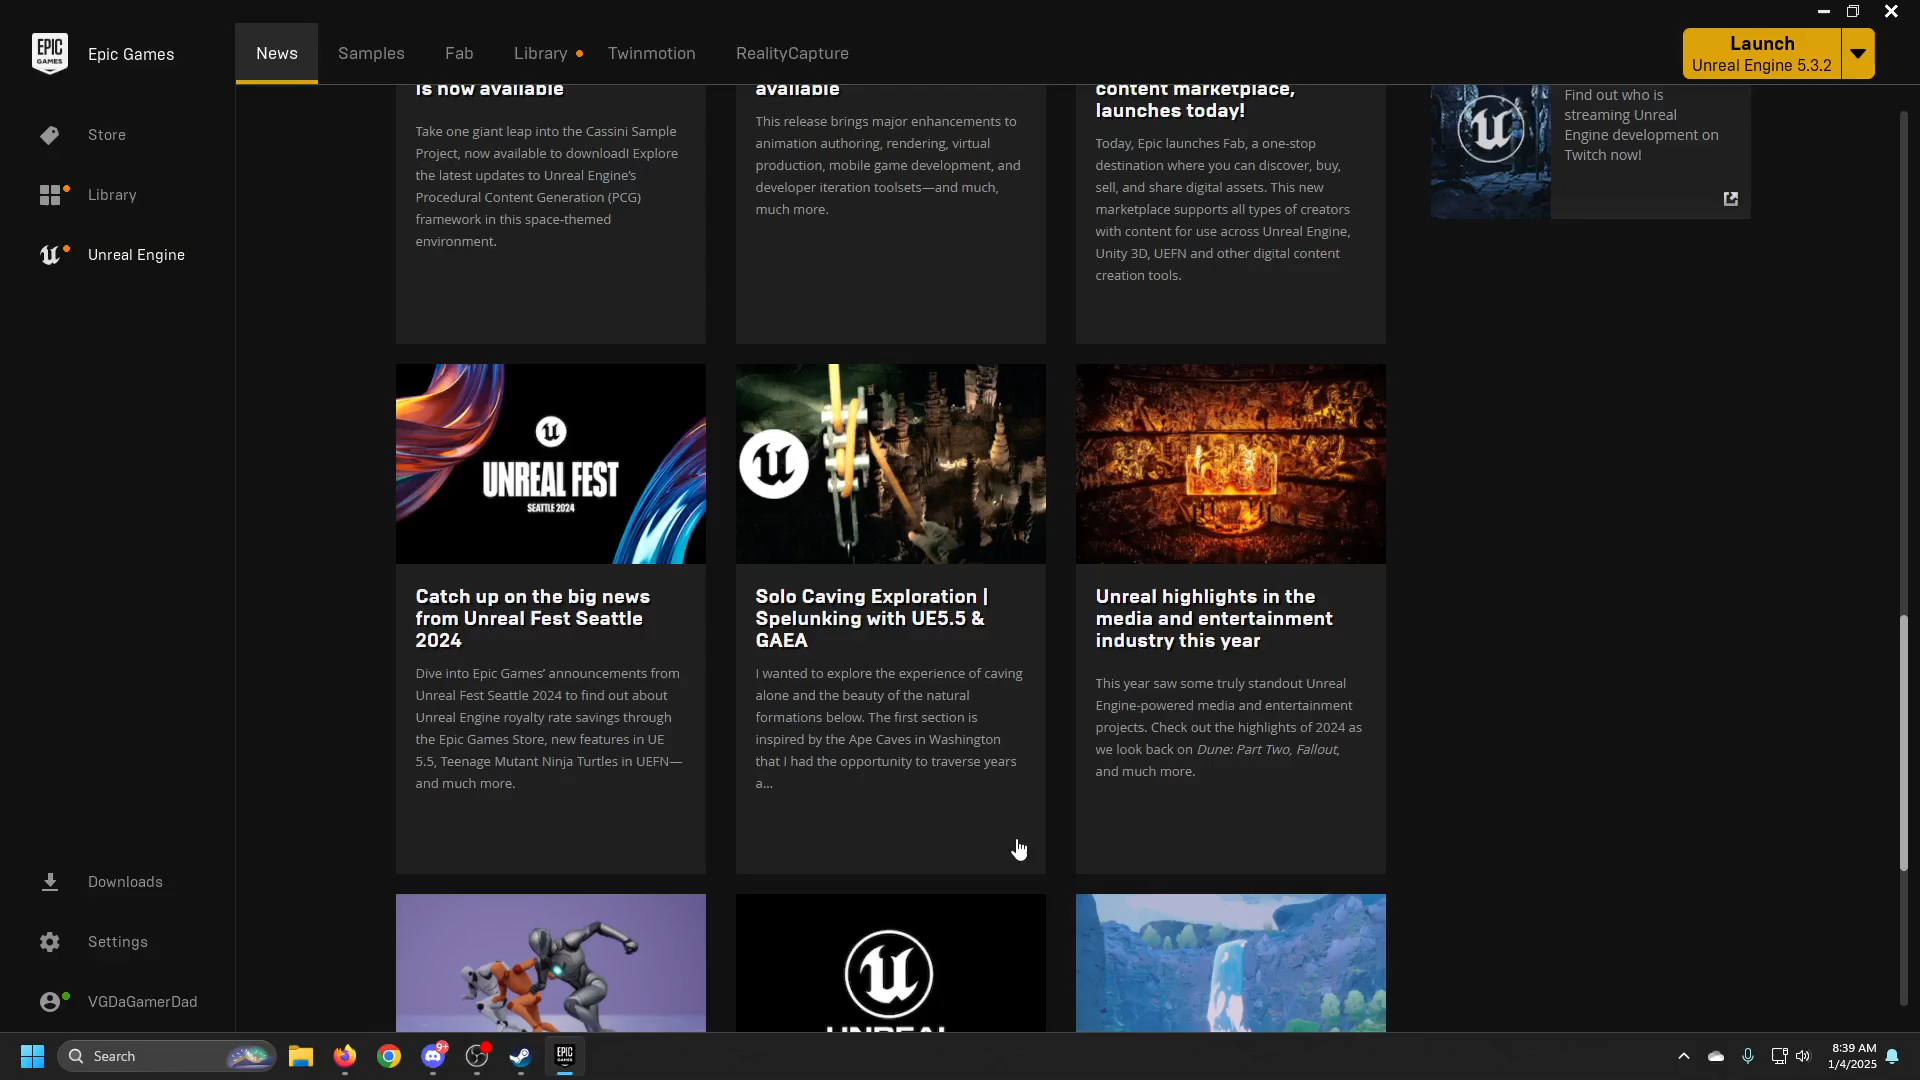 EPIC
GAMES
Epic Games
News
Samples
Fab
Library
Twinmotion
RealityCapture
Launch
Unreal Engine 5.3.2
Store
Library
Unreal Engine
is now available
Take one giant leap into the Cassini Sample
Project, now available to download! Explore
the latest updates to Unreal Engine's
Procedural Content Generation (PCG)
framework in this space-themed
environment.
available
This release brings major enhancements to
animation authoring, rendering, virtual
production, mobile game development, and
developer iteration toolsets—and much,
much more.
content marketplace,
launches today!
Today, Epic launches Fab, a one-stop
destination where you can discover, buy,
sell, and share digital assets. This new
marketplace supports all types of creators
with content for use across Unreal Engine,
Unity 3D, UEFN and other digital content
creation tools.
Find out who is
streaming Unreal
Engine development on
Twitch now!
UNREAL FEST
SEATTLE 2024
Catch up on the big news
from Unreal Fest Seattle
2024
Dive into Epic Games' announcements from
Unreal Fest Seattle 2024 to find out about
Unreal Engine royalty rate savings through
the Epic Games Store, new features in UE
5.5, Teenage Mutant Ninja Turtles in UEFN—
and much more.
Solo Caving Exploration |
Spelunking with UE5.5 &
GAEA
I wanted to explore the experience of caving
alone and the beauty of the natural
formations below. The first section is
inspired by the Ape Caves in Washington
that I had the opportunity to traverse years
a...
Unreal highlights in the
media and entertainment
industry this year
This year saw some truly standout Unreal
Engine-powered media and entertainment
projects. Check out the highlights of 2024 as
we look back on Dune: Part Two, Fallout,
and much more.
UNREAL
Downloads
Settings
VGDaGamerDad
Search
9+
EPIC
GAMES
8:39 AM
1/4/2025